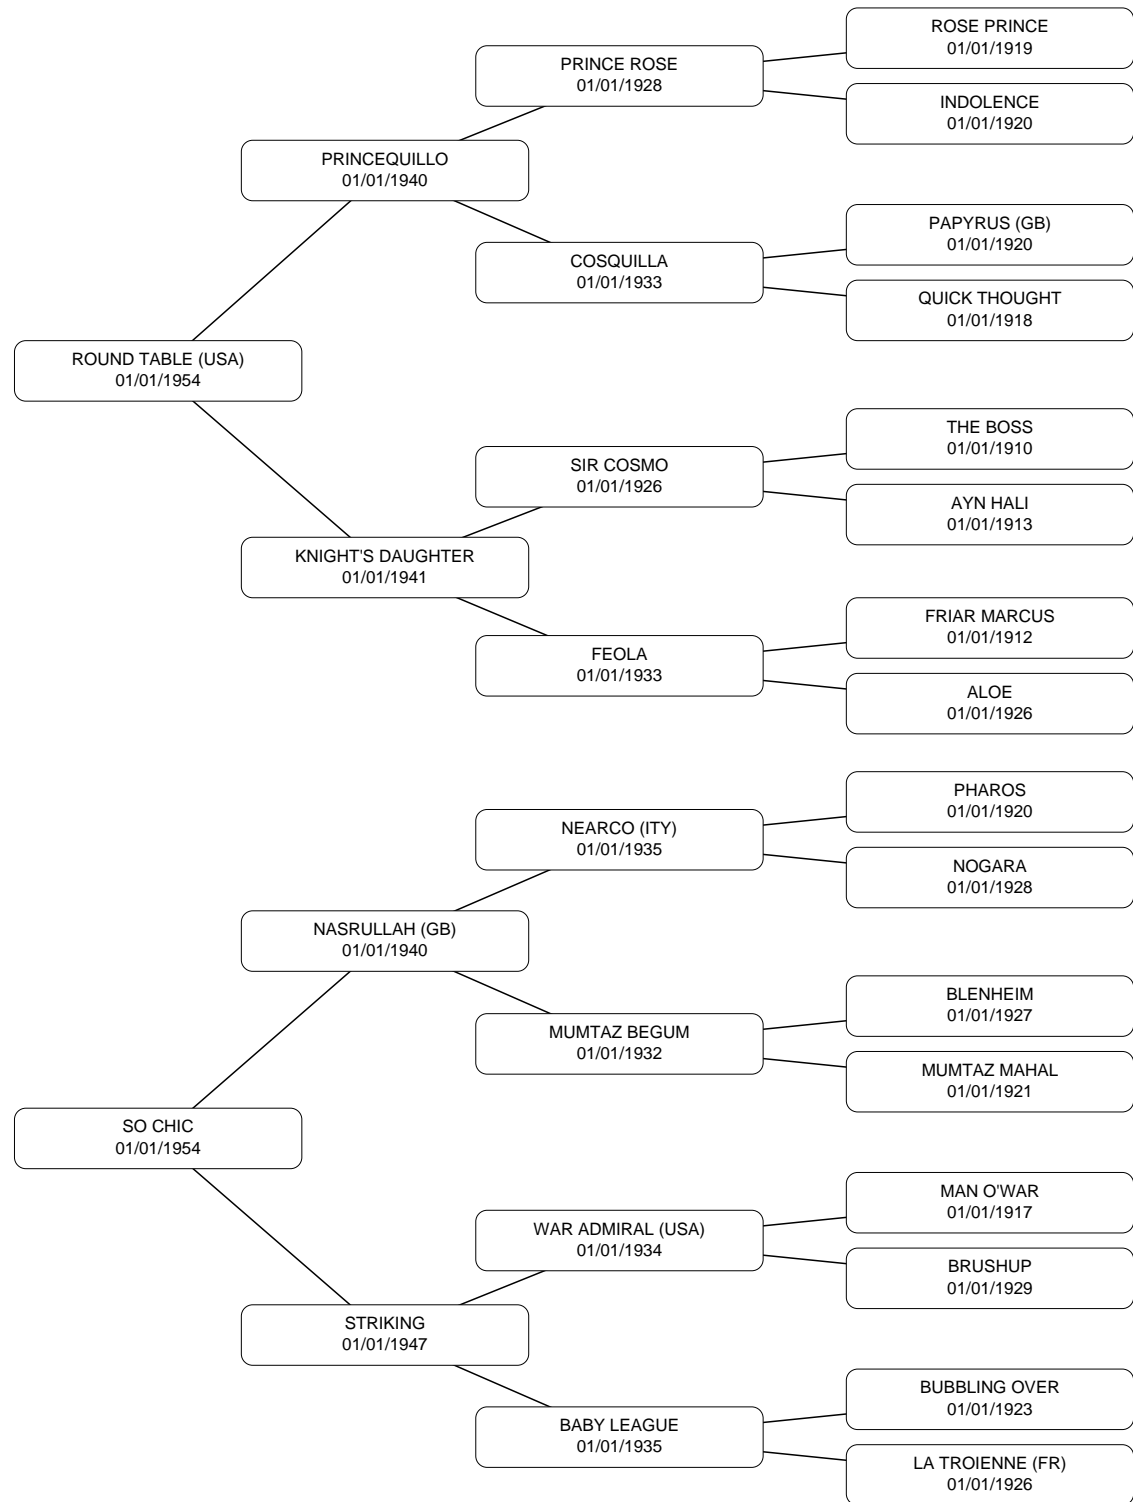 ROSE PRINCE
01/01/1919
PRINCE ROSE
01/01/1928
INDOLENCE
01/01/1920
PRINCEQUILLO
01/01/1940
PAPYRUS (GB)
01/01/1920
COSQUILLA
01/01/1933
QUICK THOUGHT
01/01/1918
ROUND TABLE (USA)
01/01/1954
THE BOSS
01/01/1910
SIR COSMO
01/01/1926
AYN HALI
01/01/1913
KNIGHT'S DAUGHTER
01/01/1941
FRIAR MARCUS
01/01/1912
FEOLA
01/01/1933
ALOE
01/01/1926
PHAROS
01/01/1920
NEARCO (ITY)
01/01/1935
NOGARA
01/01/1928
NASRULLAH (GB)
01/01/1940
BLENHEIM
01/01/1927
MUMTAZ BEGUM
01/01/1932
MUMTAZ MAHAL
01/01/1921
SO CHIC
01/01/1954
MAN O'WAR
01/01/1917
WAR ADMIRAL (USA)
01/01/1934
BRUSHUP
01/01/1929
STRIKING
01/01/1947
BUBBLING OVER
01/01/1923
BABY LEAGUE
01/01/1935
LA TROIENNE (FR)
01/01/1926